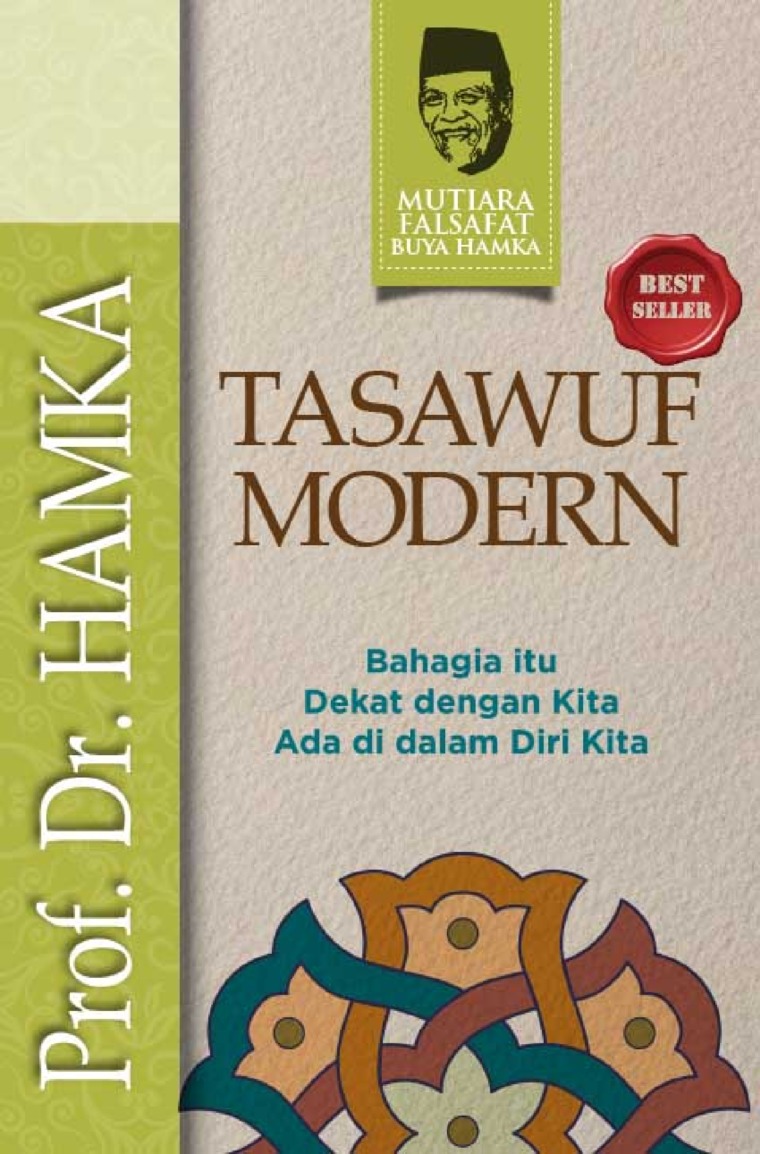 MUTIARA
FALSAFAT
BUYA HAMKA
BEST
SELLER
TASAWUF
MODERN
Bahagia itu
Dekat dengan Kita
Ada di dalam Diri Kita
Prof. Dr. HAMKA